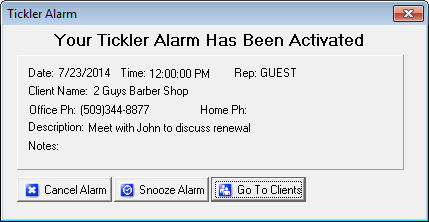 Tickler Alarm
Your Tickler Alarm Has Been Activated
Date: 7/23/2014 Time: 12:00:00 PM Rep: GUEST
Client Name: 2 Guys Barber Shop
Office Ph: (509)344-8877 Home Ph:
Description: Meet with John to discuss renewal
Notes:
Cancel Alarm Snooze Alarm Go To Clients